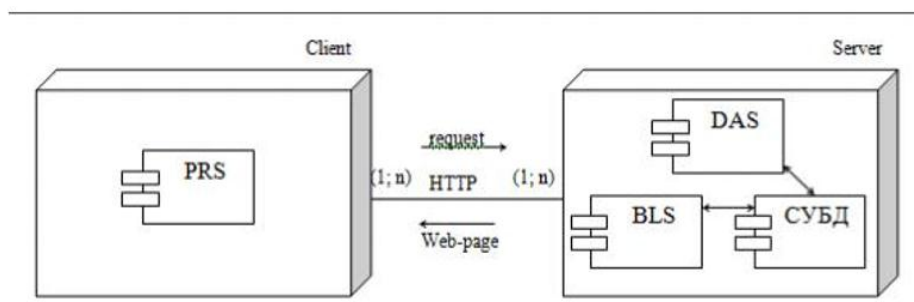 Client
Server
PRS
request
(1; n) HTTP (1; n)
Web-page
DAS
BLS
СУБД